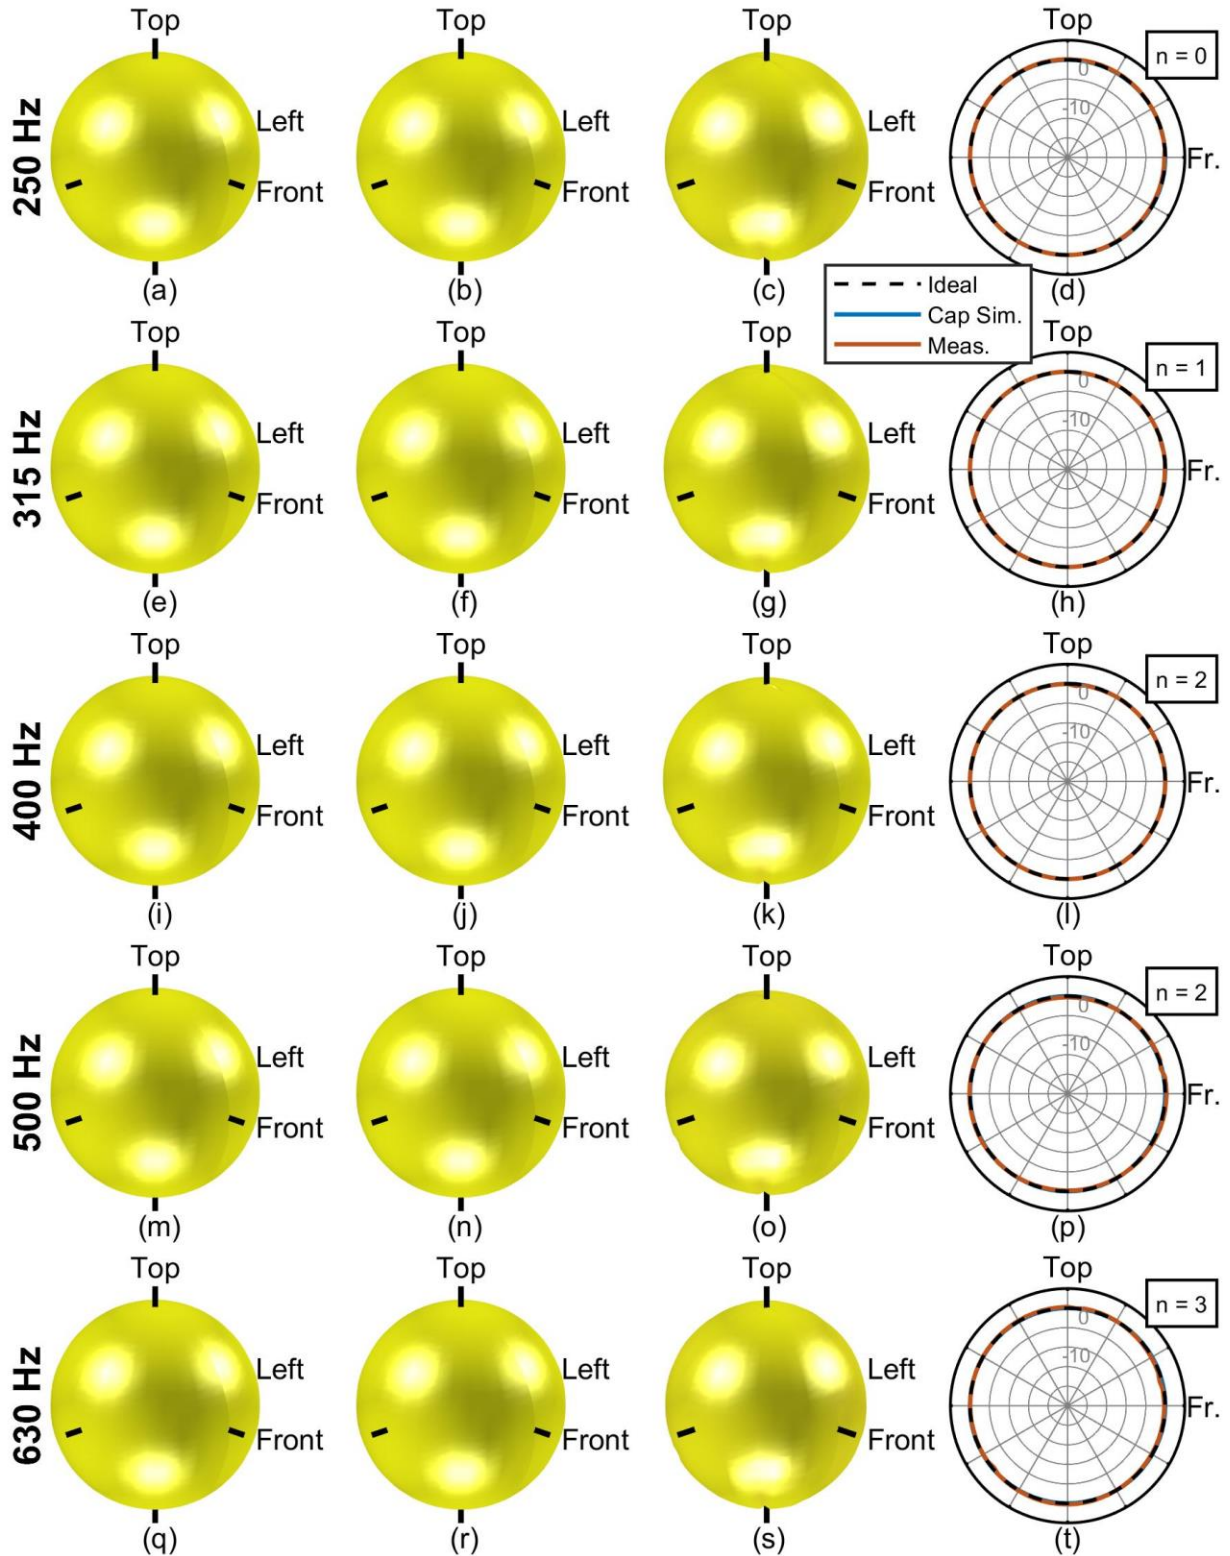 Top Top Top Top
n = 0
250 Hz
0
-10
Left Left Left
Front Front Front Fr.
(a) (b) (c) (d)
Ideal
Cap Sim.
Meas.
Top Top Top Top
n = 1
315 Hz
0
-10
Left Left Left
Front Front Front Fr.
(e) (f) (g) (h)
Top Top Top Top
n = 2
400 Hz
0
-10
Left Left Left
Front Front Front Fr.
(i) (j) (k) (l)
Top Top Top Top
n = 2
500 Hz
0
-10
Left Left Left
Front Front Front Fr.
(m) (n) (o) (p)
Top Top Top Top
n = 3
630 Hz
0
-10
Left Left Left
Front Front Front Fr.
(q) (r) (s) (t)